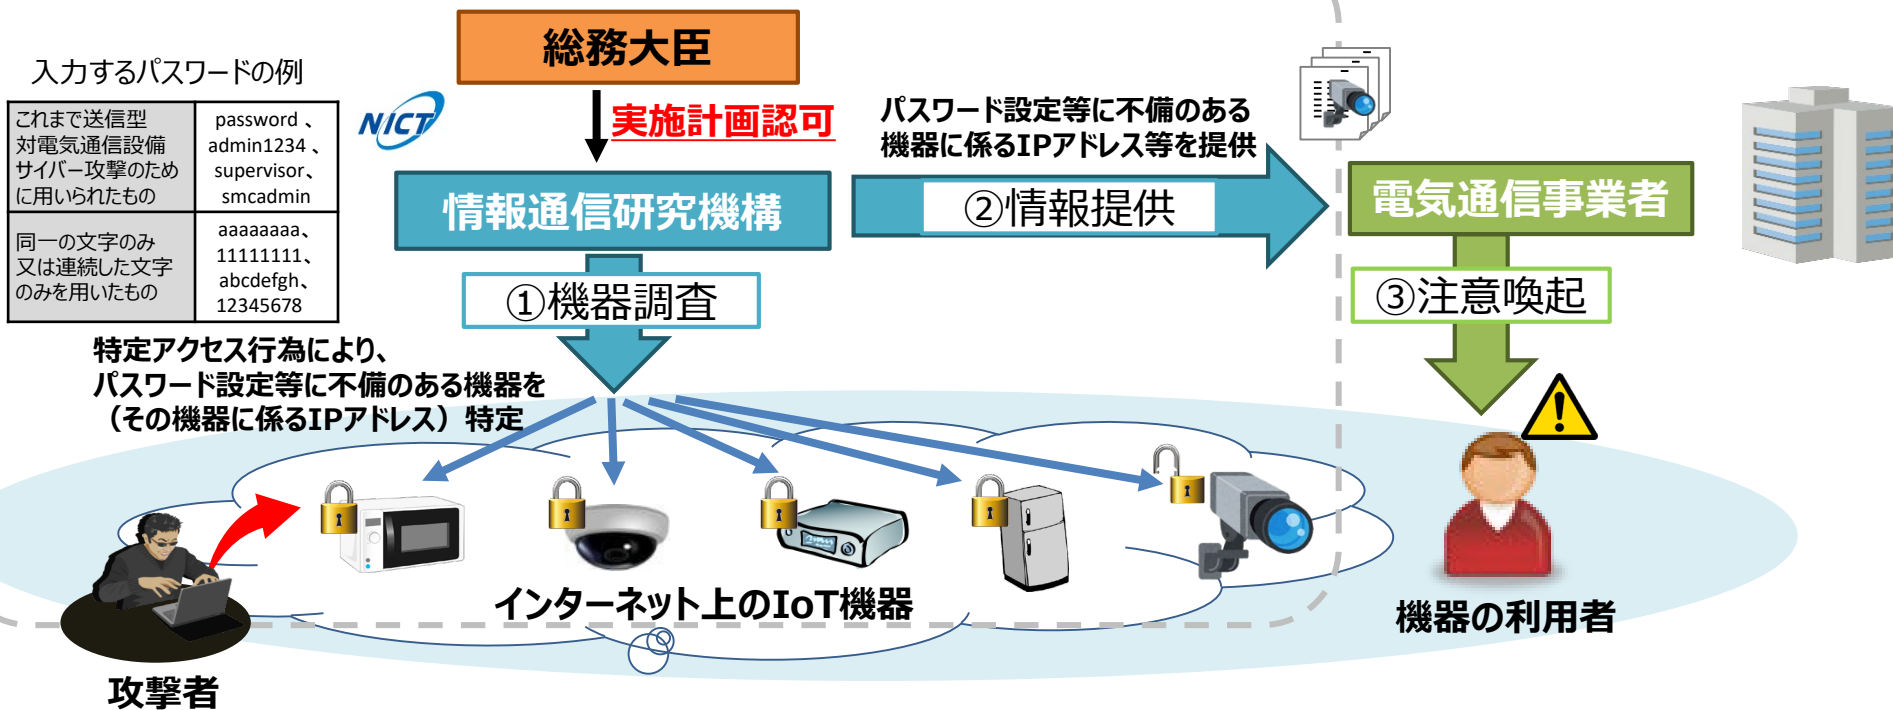 総務大臣
入力するパスワードの例
これまで送信型
対電気通信設備
サイバー攻撃のため
に用いられたもの
password 、
admin1234 、
supervisor、
smcadmin
同一の文字のみ
又は連続した文字
のみを用いたもの
aaaaaaaa、
11111111、
abcdefgh、
12345678
NICT
実施計画認可
パスワード設定等に不備のある
機器に係るIPアドレス等を提供
情報通信研究機構
②情報提供
電気通信事業者
①機器調査
③注意喚起
特定アクセス行為により、
パスワード設定等に不備のある機器を
（その機器に係るIPアドレス）特定
インターネット上のIoT機器
機器の利用者
攻撃者